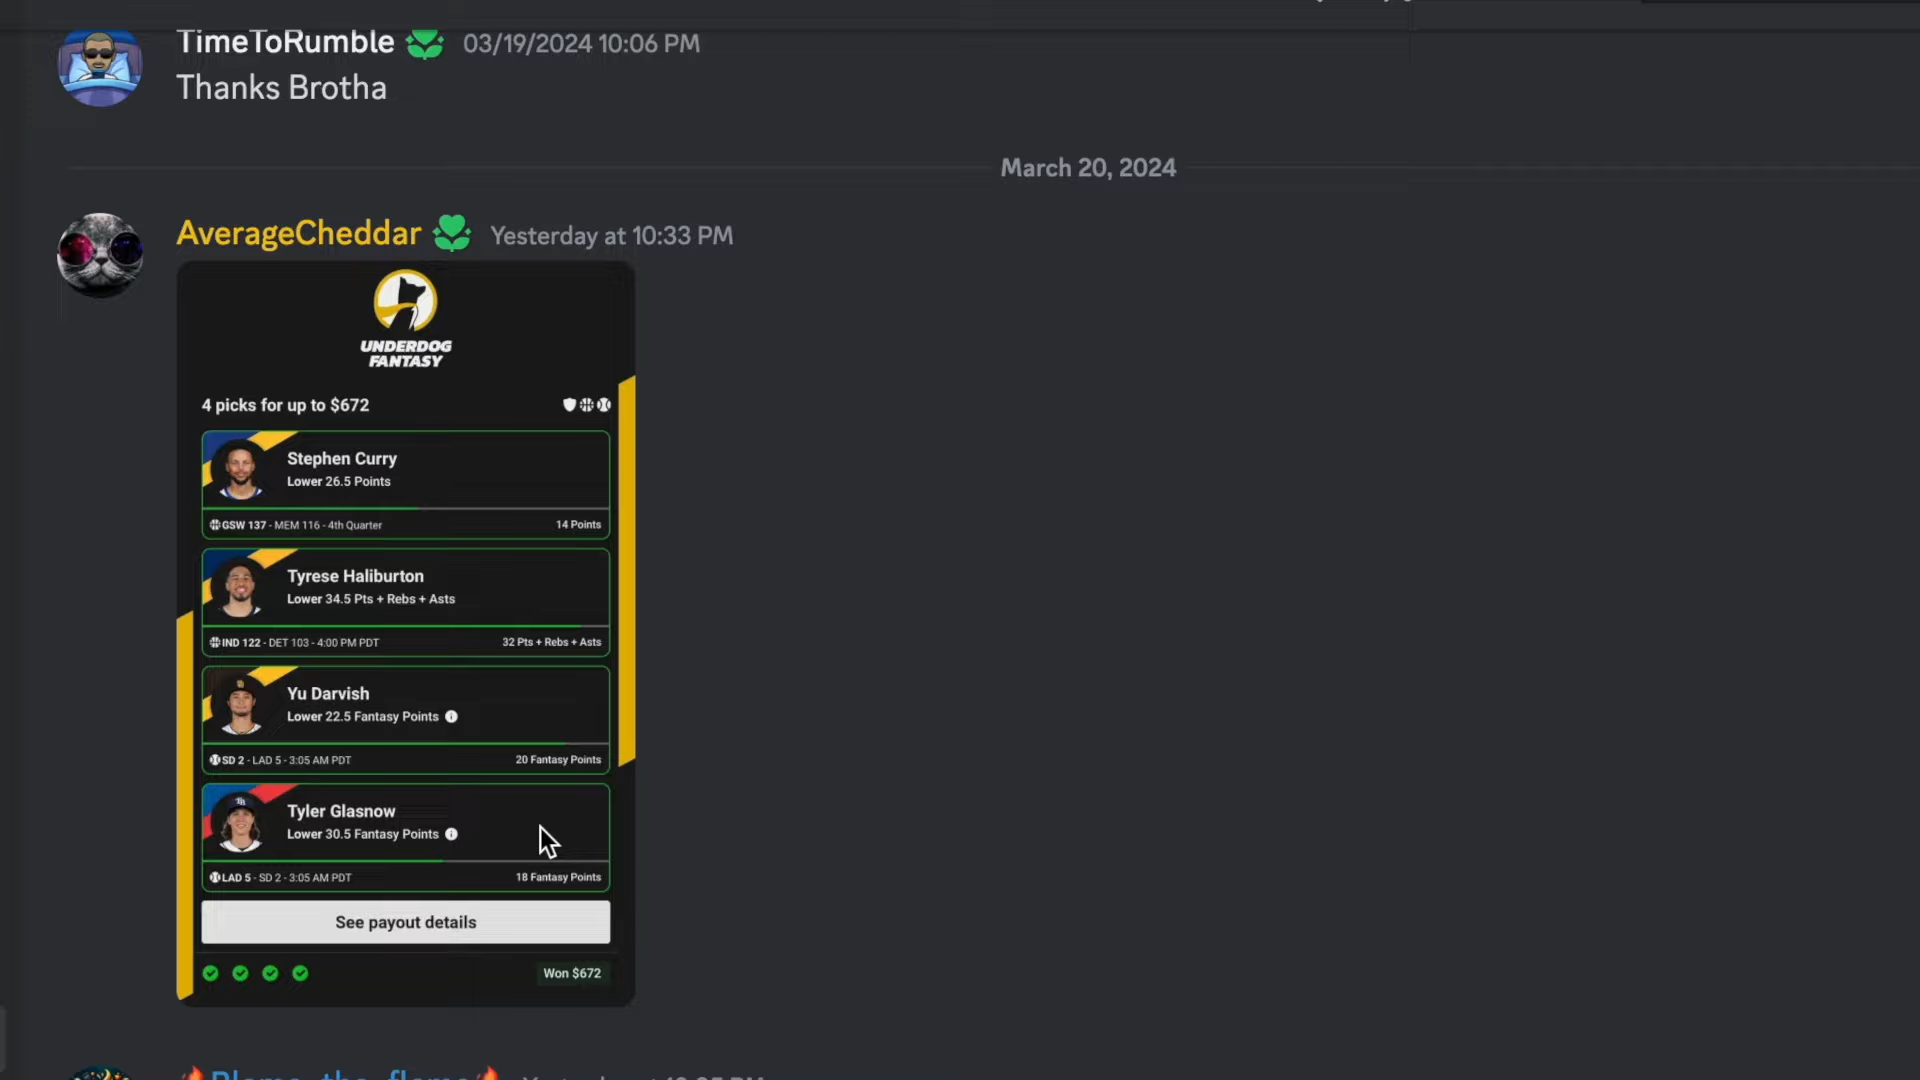 TimeToRumble 03/19/2024 10:06 PM
Thanks Brotha
March 20, 2024
AverageCheddar Yesterday at 10:33 PM
UNDERDOG
FANTASY
4 picks for up to $672
Stephen Curry
Lower 26.5 Points
GSW 137 - MEM 116 - 4th Quarter 14 Points
Tyrese Haliburton
Lower 34.5 Pts + Rebs + Asts
IND 122 - DET 103 - 4:00 PM PDT 32 Pts + Rebs + Asts
Yu Darvish
Lower 22.5 Fantasy Points
SD 2 - LAD 5 - 3:05 AM PDT 20 Fantasy Points
Tyler Glasnow
Lower 30.5 Fantasy Points
LAD 5 - SD 2 - 3:05 AM PDT 18 Fantasy Points
See payout details
Won $672